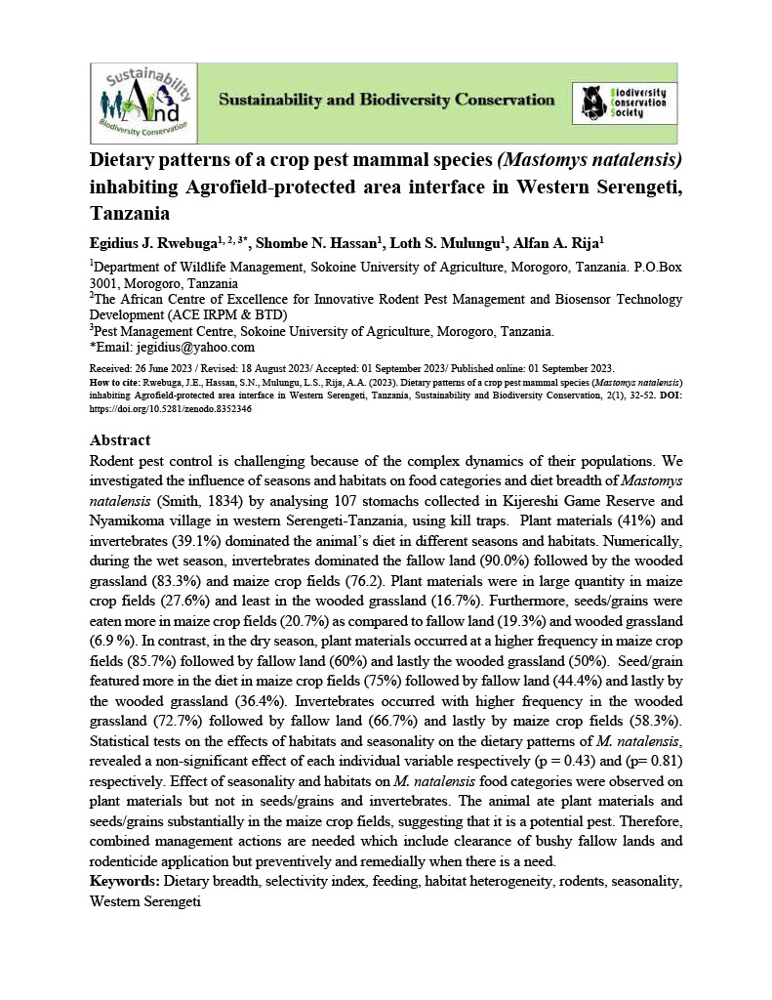 Sustainability
MAnd
Biodiversity Conservation
Sustainability and Biodiversity Conservation
Biodiversity
Conservation
Society
Dietary patterns of a crop pest mammal species (Mastomys natalensis)
inhabiting Agrofield-protected area interface in Western Serengeti,
Tanzania
Egidius J. Rwebuga1, 2, 3*, Shombe N. Hassan1, Loth S. Mulungu1, Alfan A. Rija1
1Department of Wildlife Management, Sokoine University of Agriculture, Morogoro, Tanzania. P.O.Box
3001, Morogoro, Tanzania
2The African Centre of Excellence for Innovative Rodent Pest Management and Biosensor Technology
Development (ACE IRPM & BTD)
3Pest Management Centre, Sokoine University of Agriculture, Morogoro, Tanzania.
*Email: jegidius@yahoo.com
Received: 26 June 2023 / Revised: 18 August 2023/ Accepted: 01 September 2023/ Published online: 01 September 2023.
How to cite: Rwebuga, J.E., Hassan, S.N., Mulungu, L.S., Rija, A.A. (2023). Dietary patterns of a crop pest mammal species (Mastomys natalensis)
inhabiting Agrofield-protected area interface in Western Serengeti, Tanzania, Sustainability and Biodiversity Conservation, 2(1), 32-52. DOI:
https://doi.org/10.5281/zenodo.8352346
Abstract
Rodent pest control is challenging because of the complex dynamics of their populations. We
investigated the influence of seasons and habitats on food categories and diet breadth of Mastomys
natalensis (Smith, 1834) by analysing 107 stomachs collected in Kijereshi Game Reserve and
Nyamikoma village in western Serengeti-Tanzania, using kill traps. Plant materials (41%) and
invertebrates (39.1%) dominated the animal's diet in different seasons and habitats. Numerically,
during the wet season, invertebrates dominated the fallow land (90.0%) followed by the wooded
grassland (83.3%) and maize crop fields (76.2). Plant materials were in large quantity in maize
crop fields (27.6%) and least in the wooded grassland (16.7%). Furthermore, seeds/grains were
eaten more in maize crop fields (20.7%) as compared to fallow land (19.3%) and wooded grassland
(6.9 %). In contrast, in the dry season, plant materials occurred at a higher frequency in maize crop
fields (85.7%) followed by fallow land (60%) and lastly the wooded grassland (50%). Seed/grain
featured more in the diet in maize crop fields (75%) followed by fallow land (44.4%) and lastly by
the wooded grassland (36.4%). Invertebrates occurred with higher frequency in the wooded
grassland (72.7%) followed by fallow land (66.7%) and lastly by maize crop fields (58.3%).
Statistical tests on the effects of habitats and seasonality on the dietary patterns of M. natalensis,
revealed a non-significant effect of each individual variable respectively (p = 0.43) and (p= 0.81)
respectively. Effect of seasonality and habitats on M. natalensis food categories were observed on
plant materials but not in seeds/grains and invertebrates. The animal ate plant materials and
seeds/grains substantially in the maize crop fields, suggesting that it is a potential pest. Therefore,
combined management actions are needed which include clearance of bushy fallow lands and
rodenticide application but preventively and remedially when there is a need.
Keywords: Dietary breadth, selectivity index, feeding, habitat heterogeneity, rodents, seasonality,
Western Serengeti